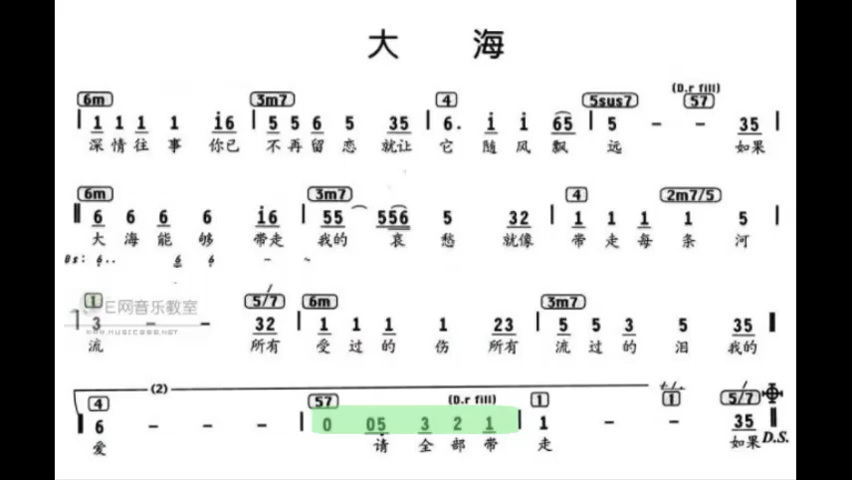 大 海
(D.r fill)
6m 3m7 4 5sus7 57
1 1 1 1 i6 5 5 6 5 35 6. i i 65 5 - - 35
深 情 往 事 你已 不 再 留 恋 就让 它 随 风 飘 远 如果
6m 3m7 4 2m7/5
6 6 6 6 i6 55 556 5 32 1 1 1 1 5
大 海 能 够 带走 我的 哀 愁 就像 带 走 每 条 河
Ds: 6.. 6 6 ~ ~
1 E网音乐教室 5/7 6m 3m7
3 - - 32 1 1 1 1 23 5 5 3 5 35
流 所有 受 过 的 伤 所有 流 过 的 泪 我的
(2)
4 57 (D.r fill) 1 1 5/7
6 - - - 0 05 3 2 1 1 - - 35
爱 请 全 部 带 走 如果 D.S.